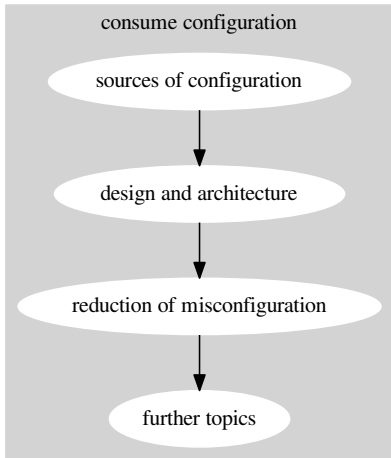 consume configuration
sources of configuration
design and architecture
reduction of misconfiguration
further topics